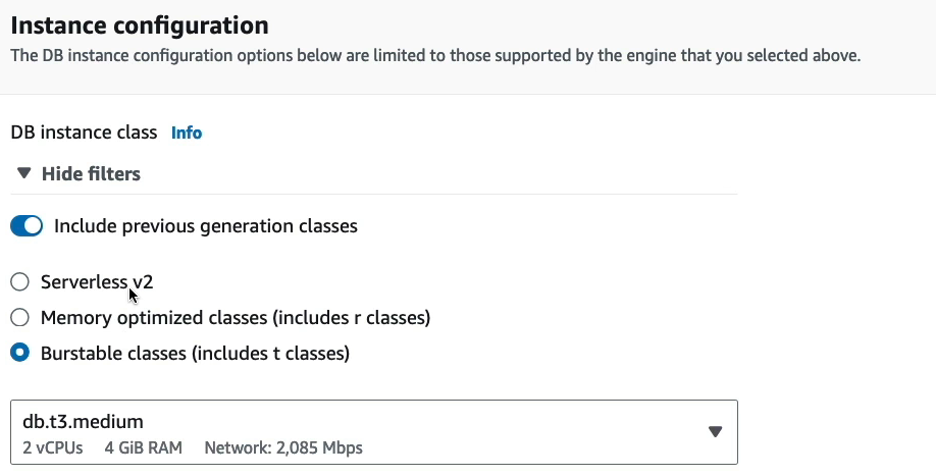 Instance configuration
The DB instance configuration options below are limited to those supported by the engine that you selected above.
DB instance class Info
Hide filters
Include previous generation classes
Serverless v2
Memory optimized classes (includes r classes)
Burstable classes (includes t classes)
db.t3.medium
2 vCPUs 4 GiB RAM Network: 2,085 Mbps